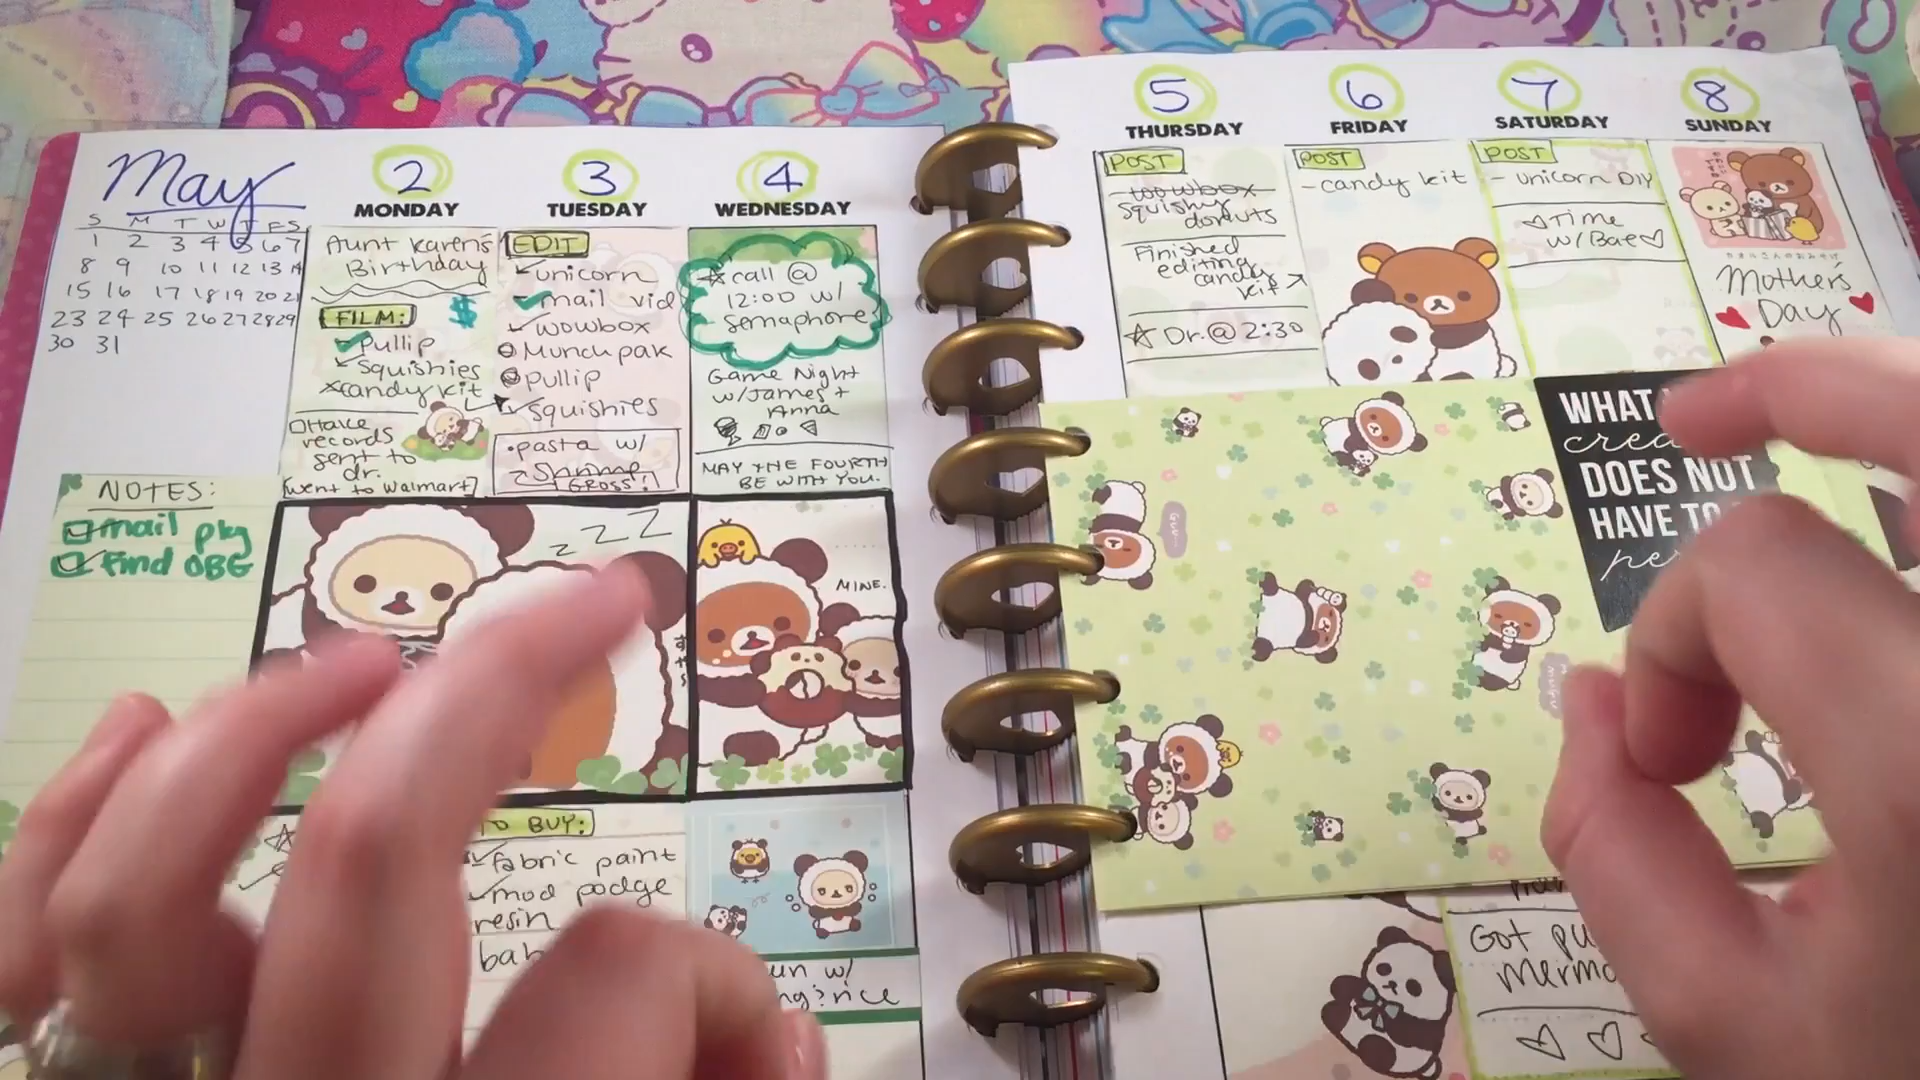 May
S M T W T F S
1 2 3 4 5 6 7
8 9 10 11 12 13 14
15 16 17 18 19 20 21
23 24 25 26 27 28 29
30 31
NOTES:
mail pkg
Find OBG
2
MONDAY
Aunt Karen's
Birthday
FILM: $
Pullip
Squishies
candy kit
Have
records
sent to
dr.
[went to walmart]
3
TUESDAY
EDIT
unicorn
mail vid
wowbox
Munchpak
Pullip
Squishies
pasta w/
Shrimp
GROSS!
4
WEDNESDAY
call @
12:00 w/
Semaphore
Game Night
w/James +
Anna
MAY THE FOURTH
BE WITH YOU.
z z Z
MINE.
TO BUY:
fabric paint
mod podge
resin
un w/
rice
5
THURSDAY
POST
- wowbox
squishy
donuts
Finished
editing
candy
kit
Dr. @ 2:30
6
FRIDAY
POST
- candy kit
7
SATURDAY
POST
- unicorn DIY
Time
w/ Bae
8
SUNDAY
Mother's
Day
WHAT
DOES NOT
HAVE
Got